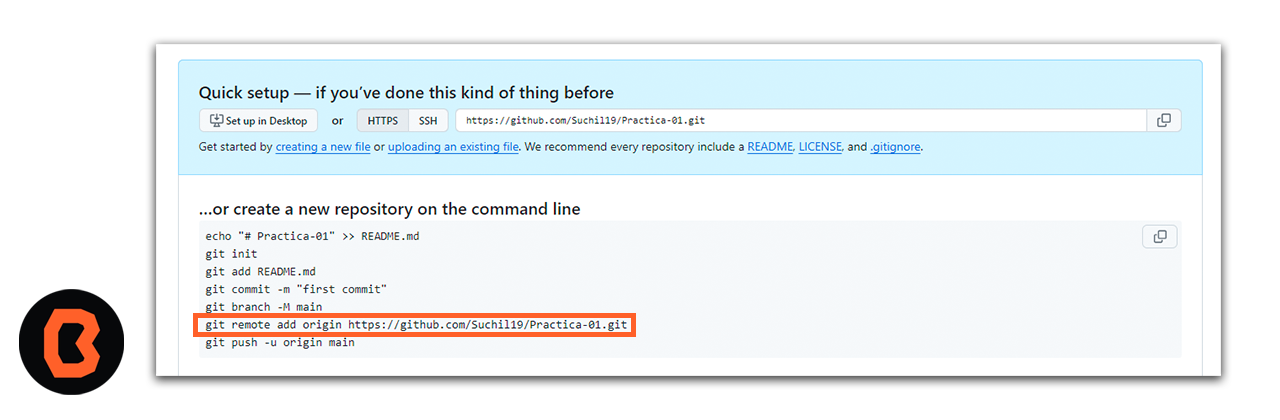 Quick setup — if you’ve done this kind of thing before
Set up in Desktop or HTTPS SSH https://github.com/Suchil19/Practica-01.git
Get started by creating a new file or uploading an existing file. We recommend every repository include a README, LICENSE, and .gitignore.
...or create a new repository on the command line
echo "# Practica-01" >> README.md
git init
git add README.md
git commit -m "first commit"
git branch -M main
git remote add origin https://github.com/Suchil19/Practica-01.git
git push -u origin main